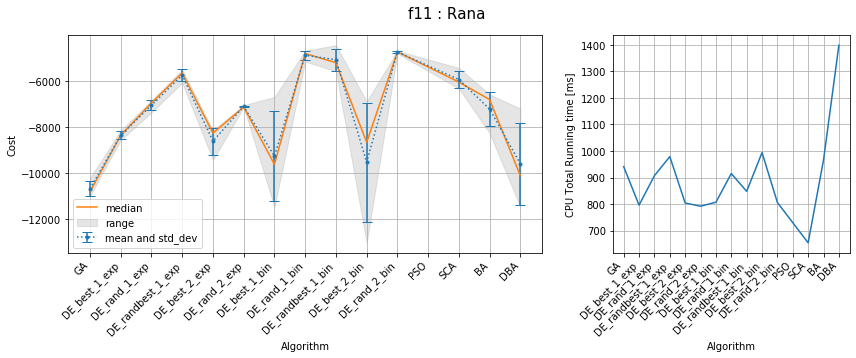 f11 : Rana
Cost
−6000
−8000
−10000
−12000
median
range
mean and std_dev
GA
DE_best_1_exp
DE_rand_1_exp
DE_randbest_1_exp
DE_best_2_exp
DE_rand_2_exp
DE_best_1_bin
DE_rand_1_bin
DE_randbest_1_bin
DE_best_2_bin
DE_rand_2_bin
PSO
SCA
BA
DBA
Algorithm
CPU Total Running time [ms]
1400
1300
1200
1100
1000
900
800
700
GA
DE_best_1_exp
DE_rand_1_exp
DE_randbest_1_exp
DE_best_2_exp
DE_rand_2_exp
DE_best_1_bin
DE_rand_1_bin
DE_randbest_1_bin
DE_best_2_bin
DE_rand_2_bin
PSO
SCA
BA
DBA
Algorithm